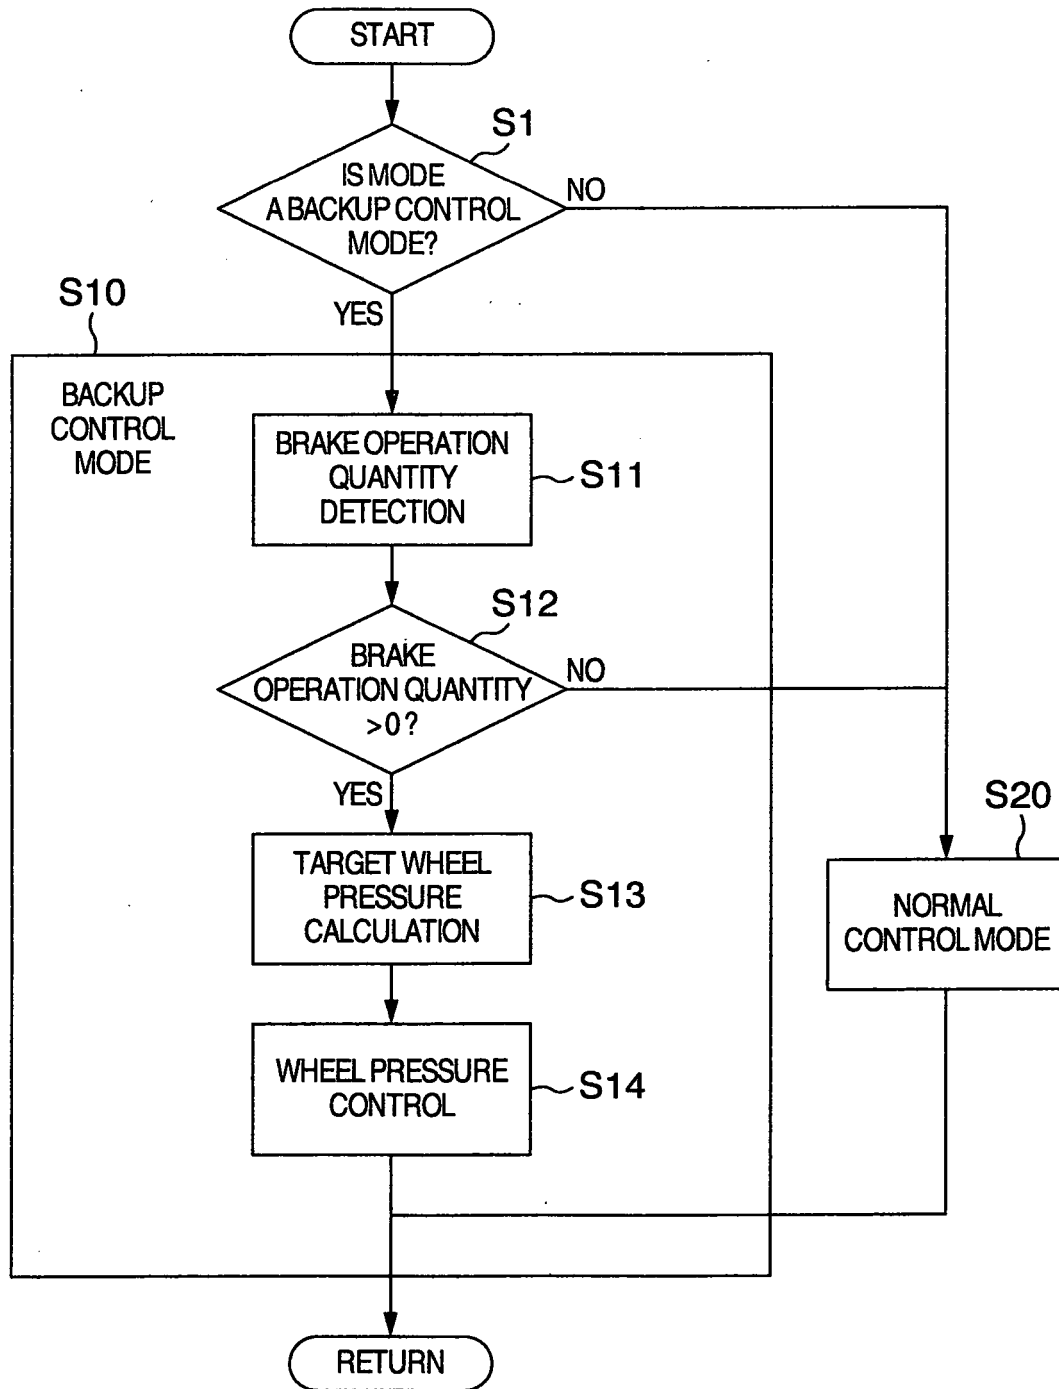 START
S1
IS MODE
A BACKUP CONTROL
MODE?
NO
YES
S10
BACKUP
CONTROL
MODE
BRAKE OPERATION
QUANTITY
DETECTION
S11
S12
BRAKE
OPERATION QUANTITY
>0?
NO
YES
TARGET WHEEL
PRESSURE
CALCULATION
S13
S20
NORMAL
CONTROL MODE
WHEEL PRESSURE
CONTROL
S14
RETURN